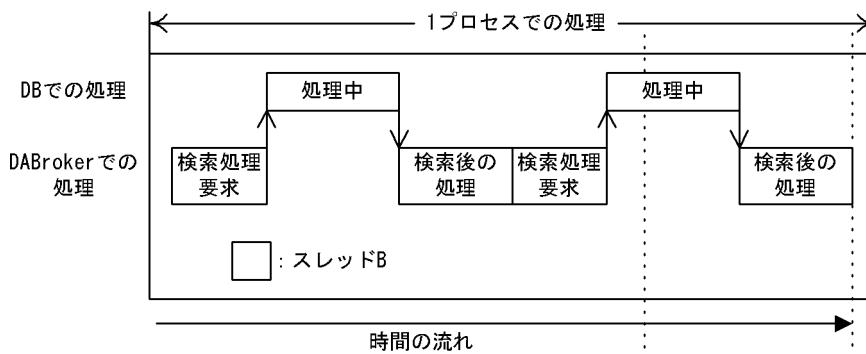 1プロセスでの処理
DBでの処理
処理中
処理中
DABrokerでの
処理
検索処理
要求
検索後の
処理
検索処理
要求
検索後の
処理
：スレッドB
時間の流れ